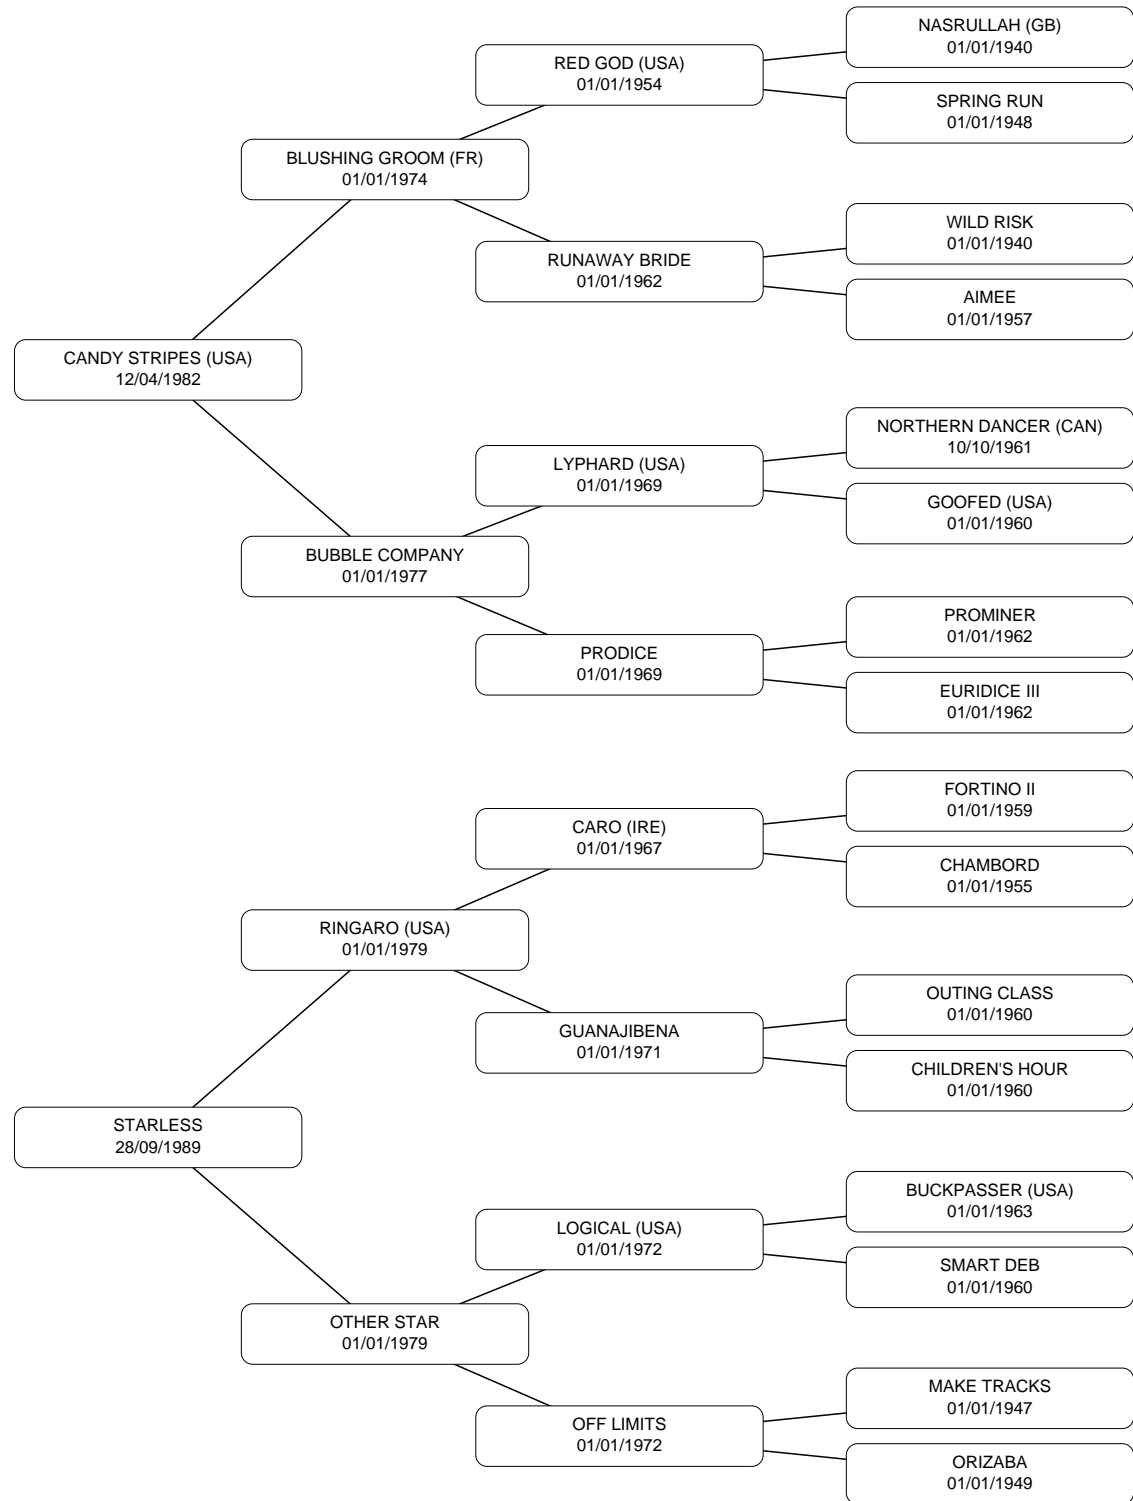 NASRULLAH (GB)
01/01/1940
RED GOD (USA)
01/01/1954
SPRING RUN
01/01/1948
BLUSHING GROOM (FR)
01/01/1974
WILD RISK
01/01/1940
RUNAWAY BRIDE
01/01/1962
AIMEE
01/01/1957
CANDY STRIPES (USA)
12/04/1982
NORTHERN DANCER (CAN)
10/10/1961
LYPHARD (USA)
01/01/1969
GOOFED (USA)
01/01/1960
BUBBLE COMPANY
01/01/1977
PROMINER
01/01/1962
PRODICE
01/01/1969
EURIDICE III
01/01/1962
FORTINO II
01/01/1959
CARO (IRE)
01/01/1967
CHAMBORD
01/01/1955
RINGARO (USA)
01/01/1979
OUTING CLASS
01/01/1960
GUANAJIBENA
01/01/1971
CHILDREN'S HOUR
01/01/1960
STARLESS
28/09/1989
BUCKPASSER (USA)
01/01/1963
LOGICAL (USA)
01/01/1972
SMART DEB
01/01/1960
OTHER STAR
01/01/1979
MAKE TRACKS
01/01/1947
OFF LIMITS
01/01/1972
ORIZABA
01/01/1949